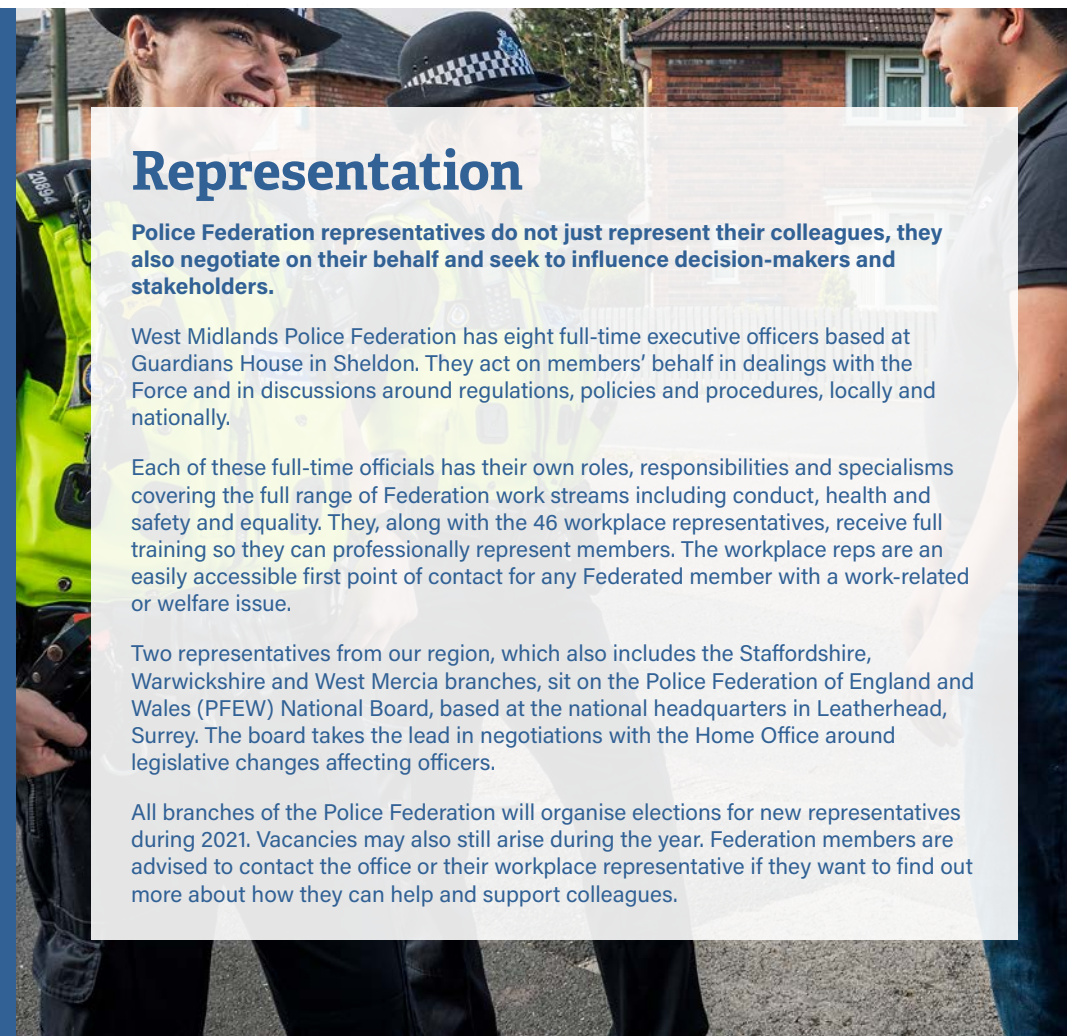 20894
Representation
Police Federation representatives do not just represent their colleagues, they
also negotiate on their behalf and seek to influence decision-makers and
stakeholders.
West Midlands Police Federation has eight full-time executive officers based at
Guardians House in Sheldon. They act on members’ behalf in dealings with the
Force and in discussions around regulations, policies and procedures, locally and
nationally.
Each of these full-time officials has their own roles, responsibilities and specialisms
covering the full range of Federation work streams including conduct, health and
safety and equality. They, along with the 46 workplace representatives, receive full
training so they can professionally represent members. The workplace reps are an
easily accessible first point of contact for any Federated member with a work-related
or welfare issue.
Two representatives from our region, which also includes the Staffordshire,
Warwickshire and West Mercia branches, sit on the Police Federation of England and
Wales (PFEW) National Board, based at the national headquarters in Leatherhead,
Surrey. The board takes the lead in negotiations with the Home Office around
legislative changes affecting officers.
All branches of the Police Federation will organise elections for new representatives
during 2021. Vacancies may also still arise during the year. Federation members are
advised to contact the office or their workplace representative if they want to find out
more about how they can help and support colleagues.